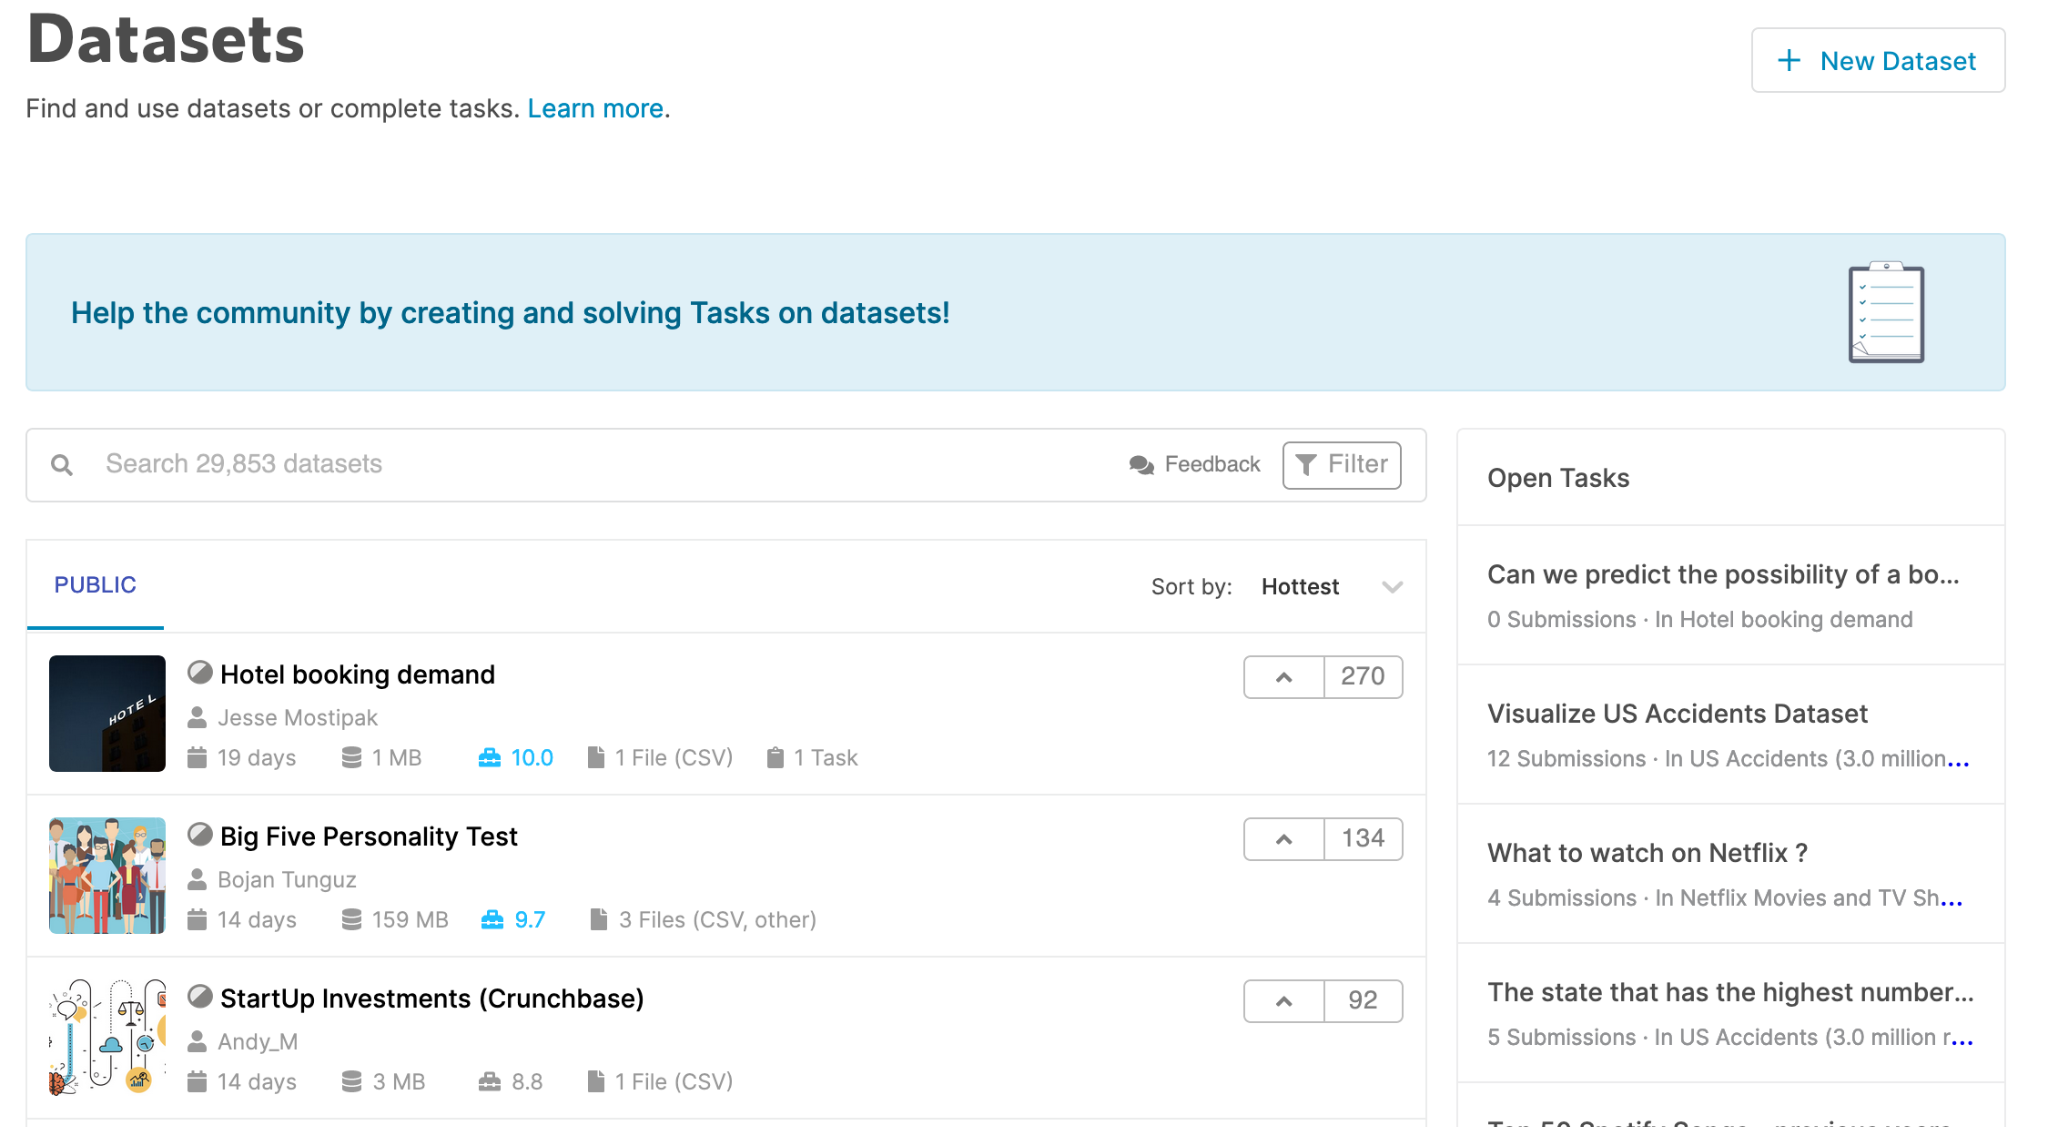 Datasets
+ New Dataset
Find and use datasets or complete tasks. Learn more.
Help the community by creating and solving Tasks on datasets!
Search 29,853 datasets
Feedback
Filter
PUBLIC
Sort by: Hottest
HOTEL
Hotel booking demand
Jesse Mostipak
19 days 1 MB 10.0 1 File (CSV) 1 Task
270
Big Five Personality Test
Bojan Tunguz
14 days 159 MB 9.7 3 Files (CSV, other)
134
StartUp Investments (Crunchbase)
Andy_M
14 days 3 MB 8.8 1 File (CSV)
92
Open Tasks
Can we predict the possibility of a bo...
0 Submissions · In Hotel booking demand
Visualize US Accidents Dataset
12 Submissions · In US Accidents (3.0 million...
What to watch on Netflix ?
4 Submissions · In Netflix Movies and TV Sh...
The state that has the highest number...
5 Submissions · In US Accidents (3.0 million r...
Top 50 Spotify Songs - previous years